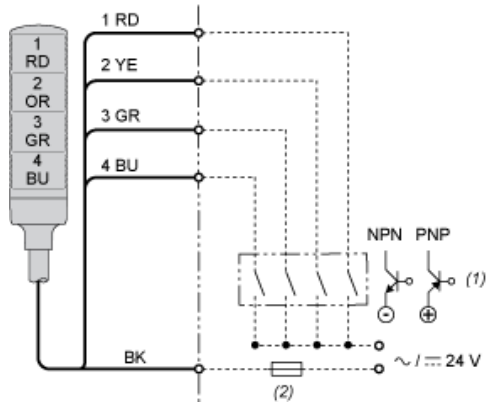 1
RD
2
OR
3
GR
4
BU
1 RD
2 YE
3 GR
4 BU
BK
NPN PNP
(1)
~ / ⎓ 24 V
(2)